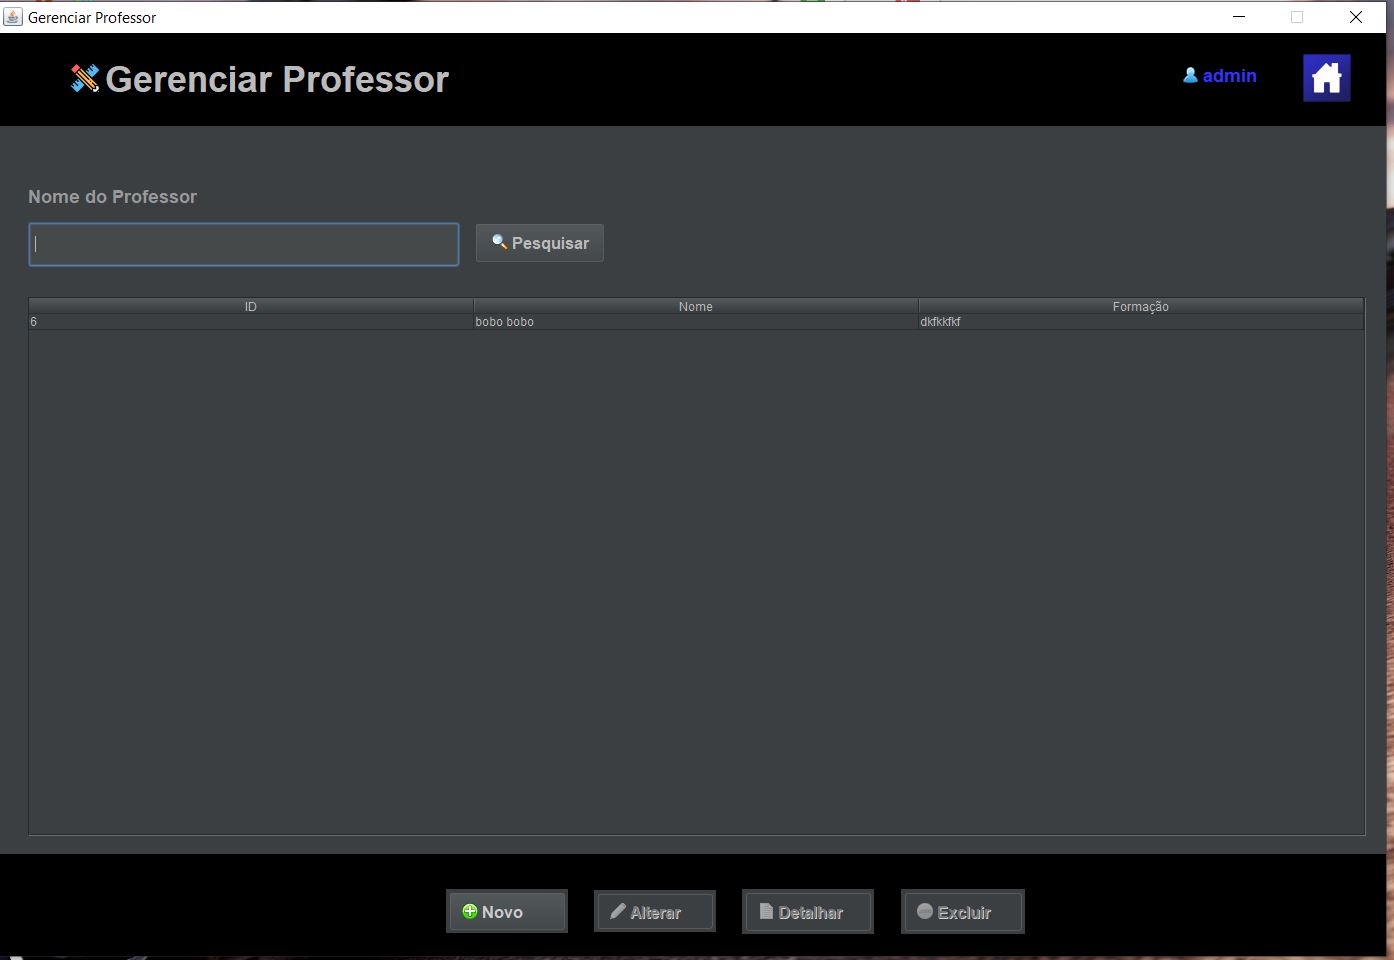 Gerenciar Professor
Gerenciar Professor
admin
Nome do Professor
Pesquisar
ID Nome Formação
6 bobo bobo dkfkkfkf
Novo Alterar Detalhar Excluir